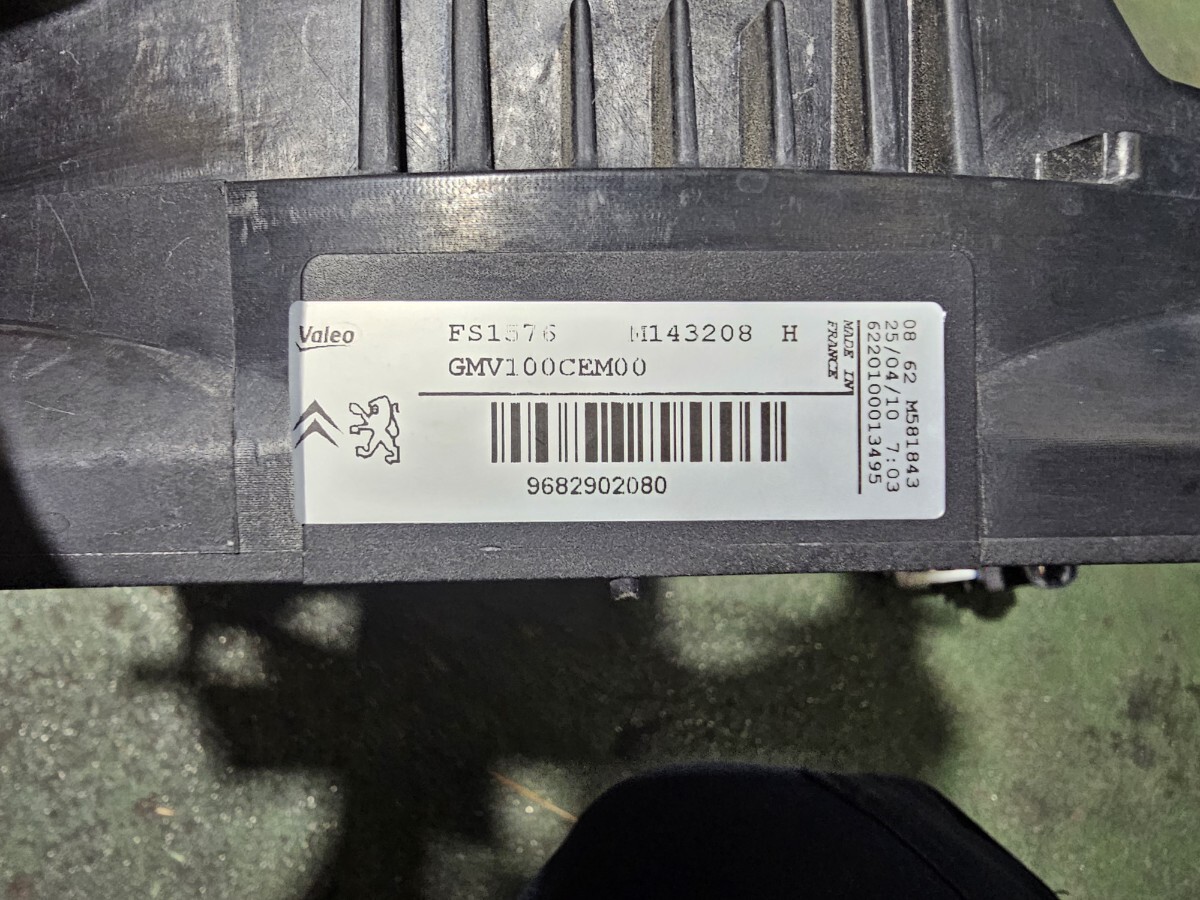 Valeo
FS1576 M143208 H
GMV100CEM00
MADE IN
FRANCE
9682902080
08 62 M581843
25/04/10 7:03
6220100013495